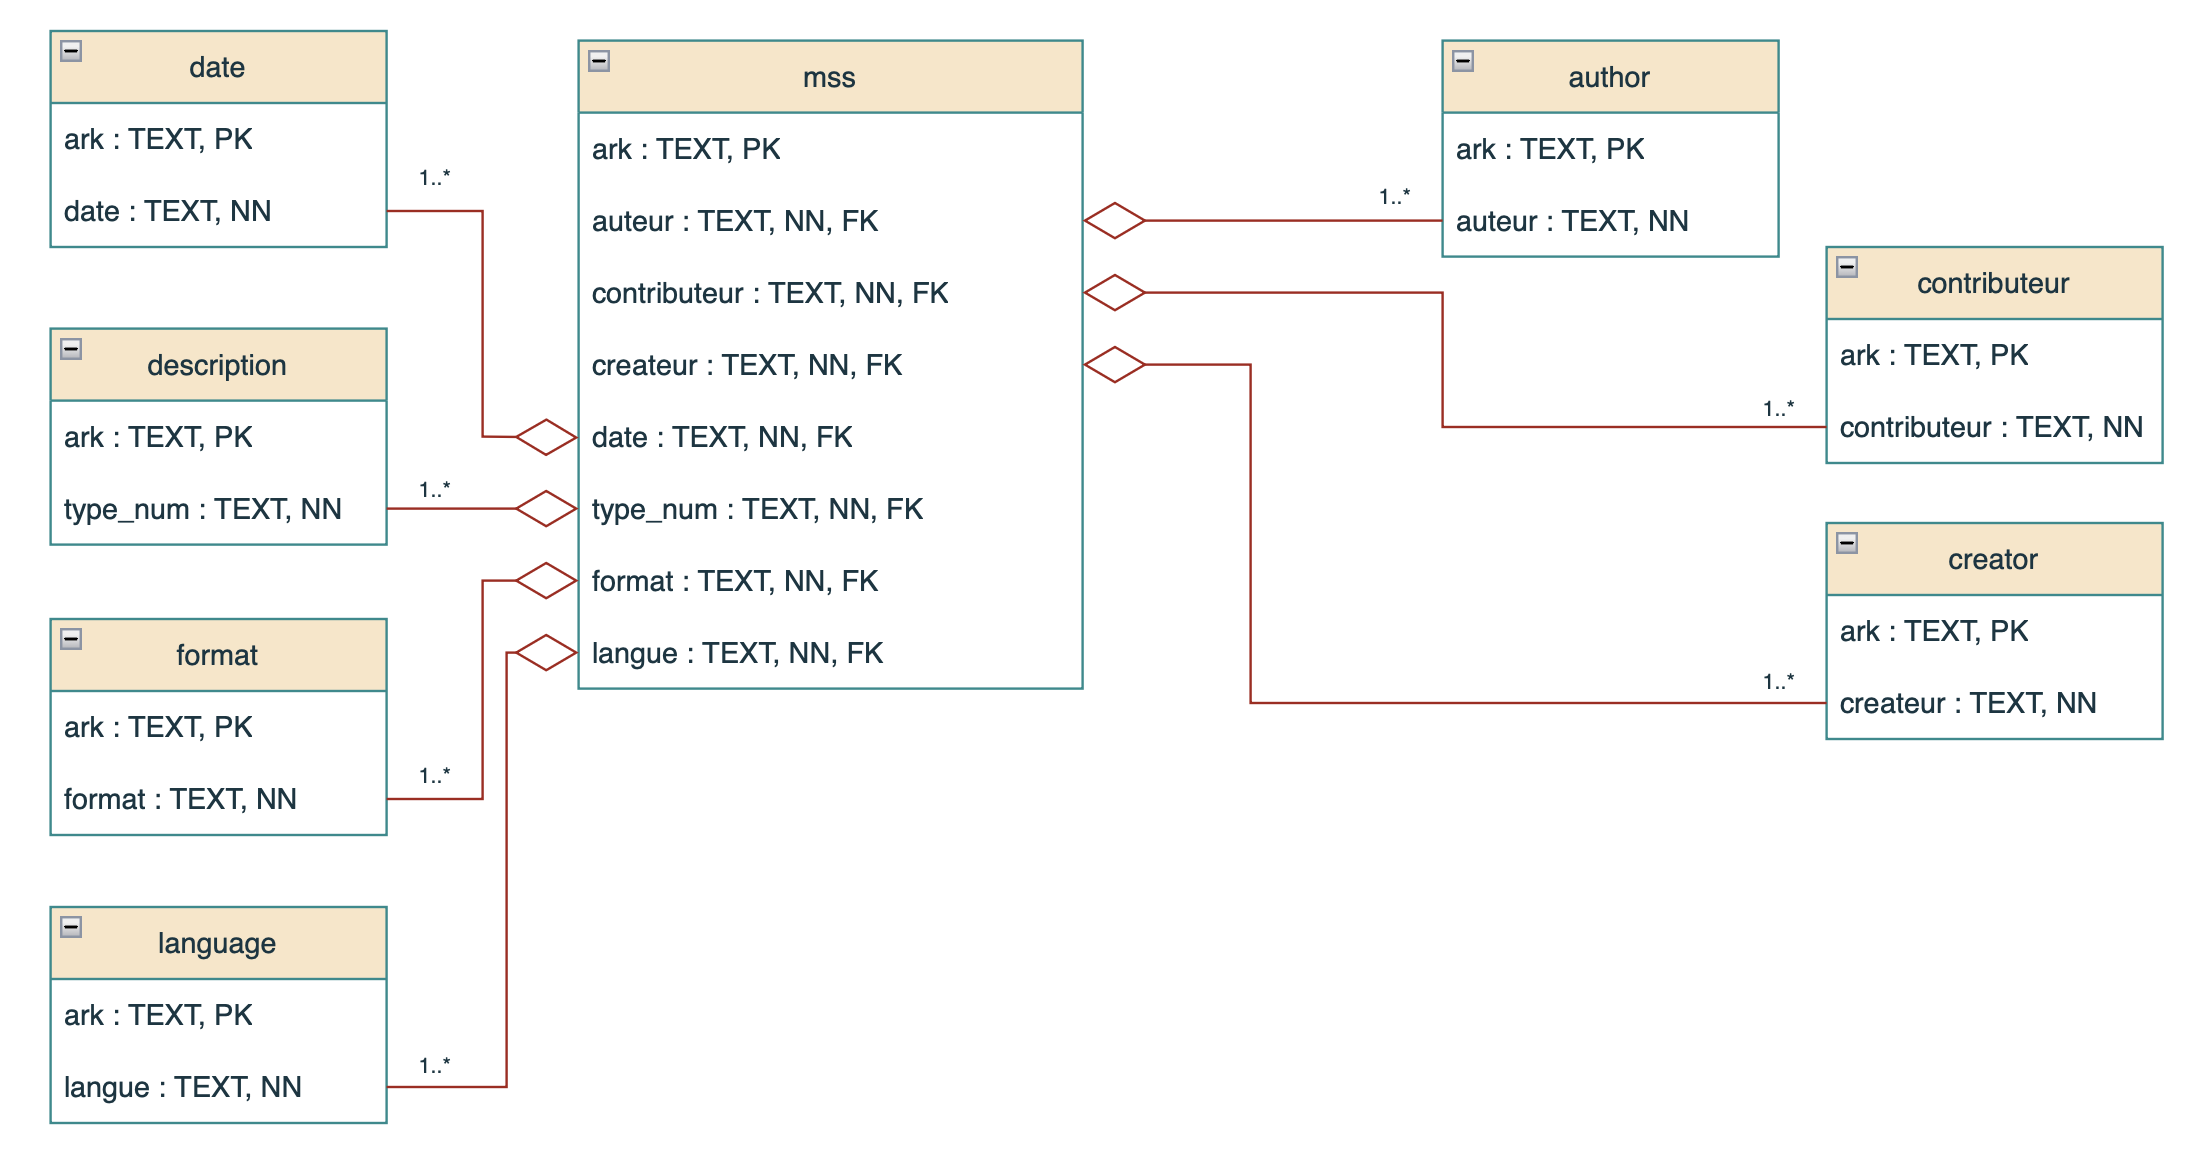 date
ark : TEXT, PK
date : TEXT, NN
1..*
description
ark : TEXT, PK
type_num : TEXT, NN
1..*
format
ark : TEXT, PK
format : TEXT, NN
1..*
language
ark : TEXT, PK
langue : TEXT, NN
1..*
mss
ark : TEXT, PK
auteur : TEXT, NN, FK
contributeur : TEXT, NN, FK
createur : TEXT, NN, FK
date : TEXT, NN, FK
type_num : TEXT, NN, FK
format : TEXT, NN, FK
langue : TEXT, NN, FK
author
ark : TEXT, PK
auteur : TEXT, NN
1..*
contributeur
ark : TEXT, PK
contributeur : TEXT, NN
1..*
creator
ark : TEXT, PK
createur : TEXT, NN
1..*